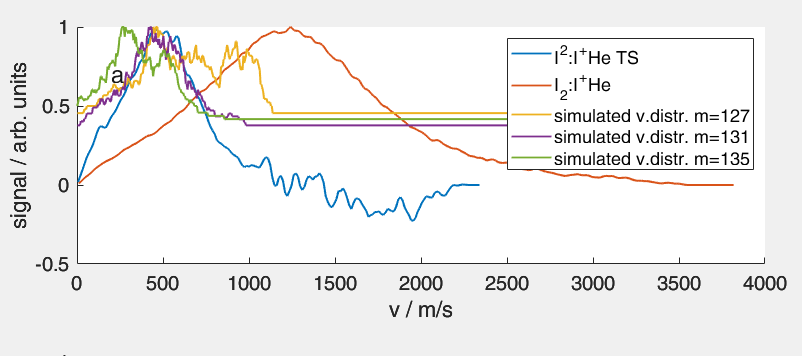 1
0.5
0
-0.5
signal / arb. units
a
0
500
1000
1500
2000
2500
3000
3500
4000
v / m/s
I²:I⁺He TS
I₂:I⁺He
simulated v.distr. m=127
simulated v.distr. m=131
simulated v.distr. m=135